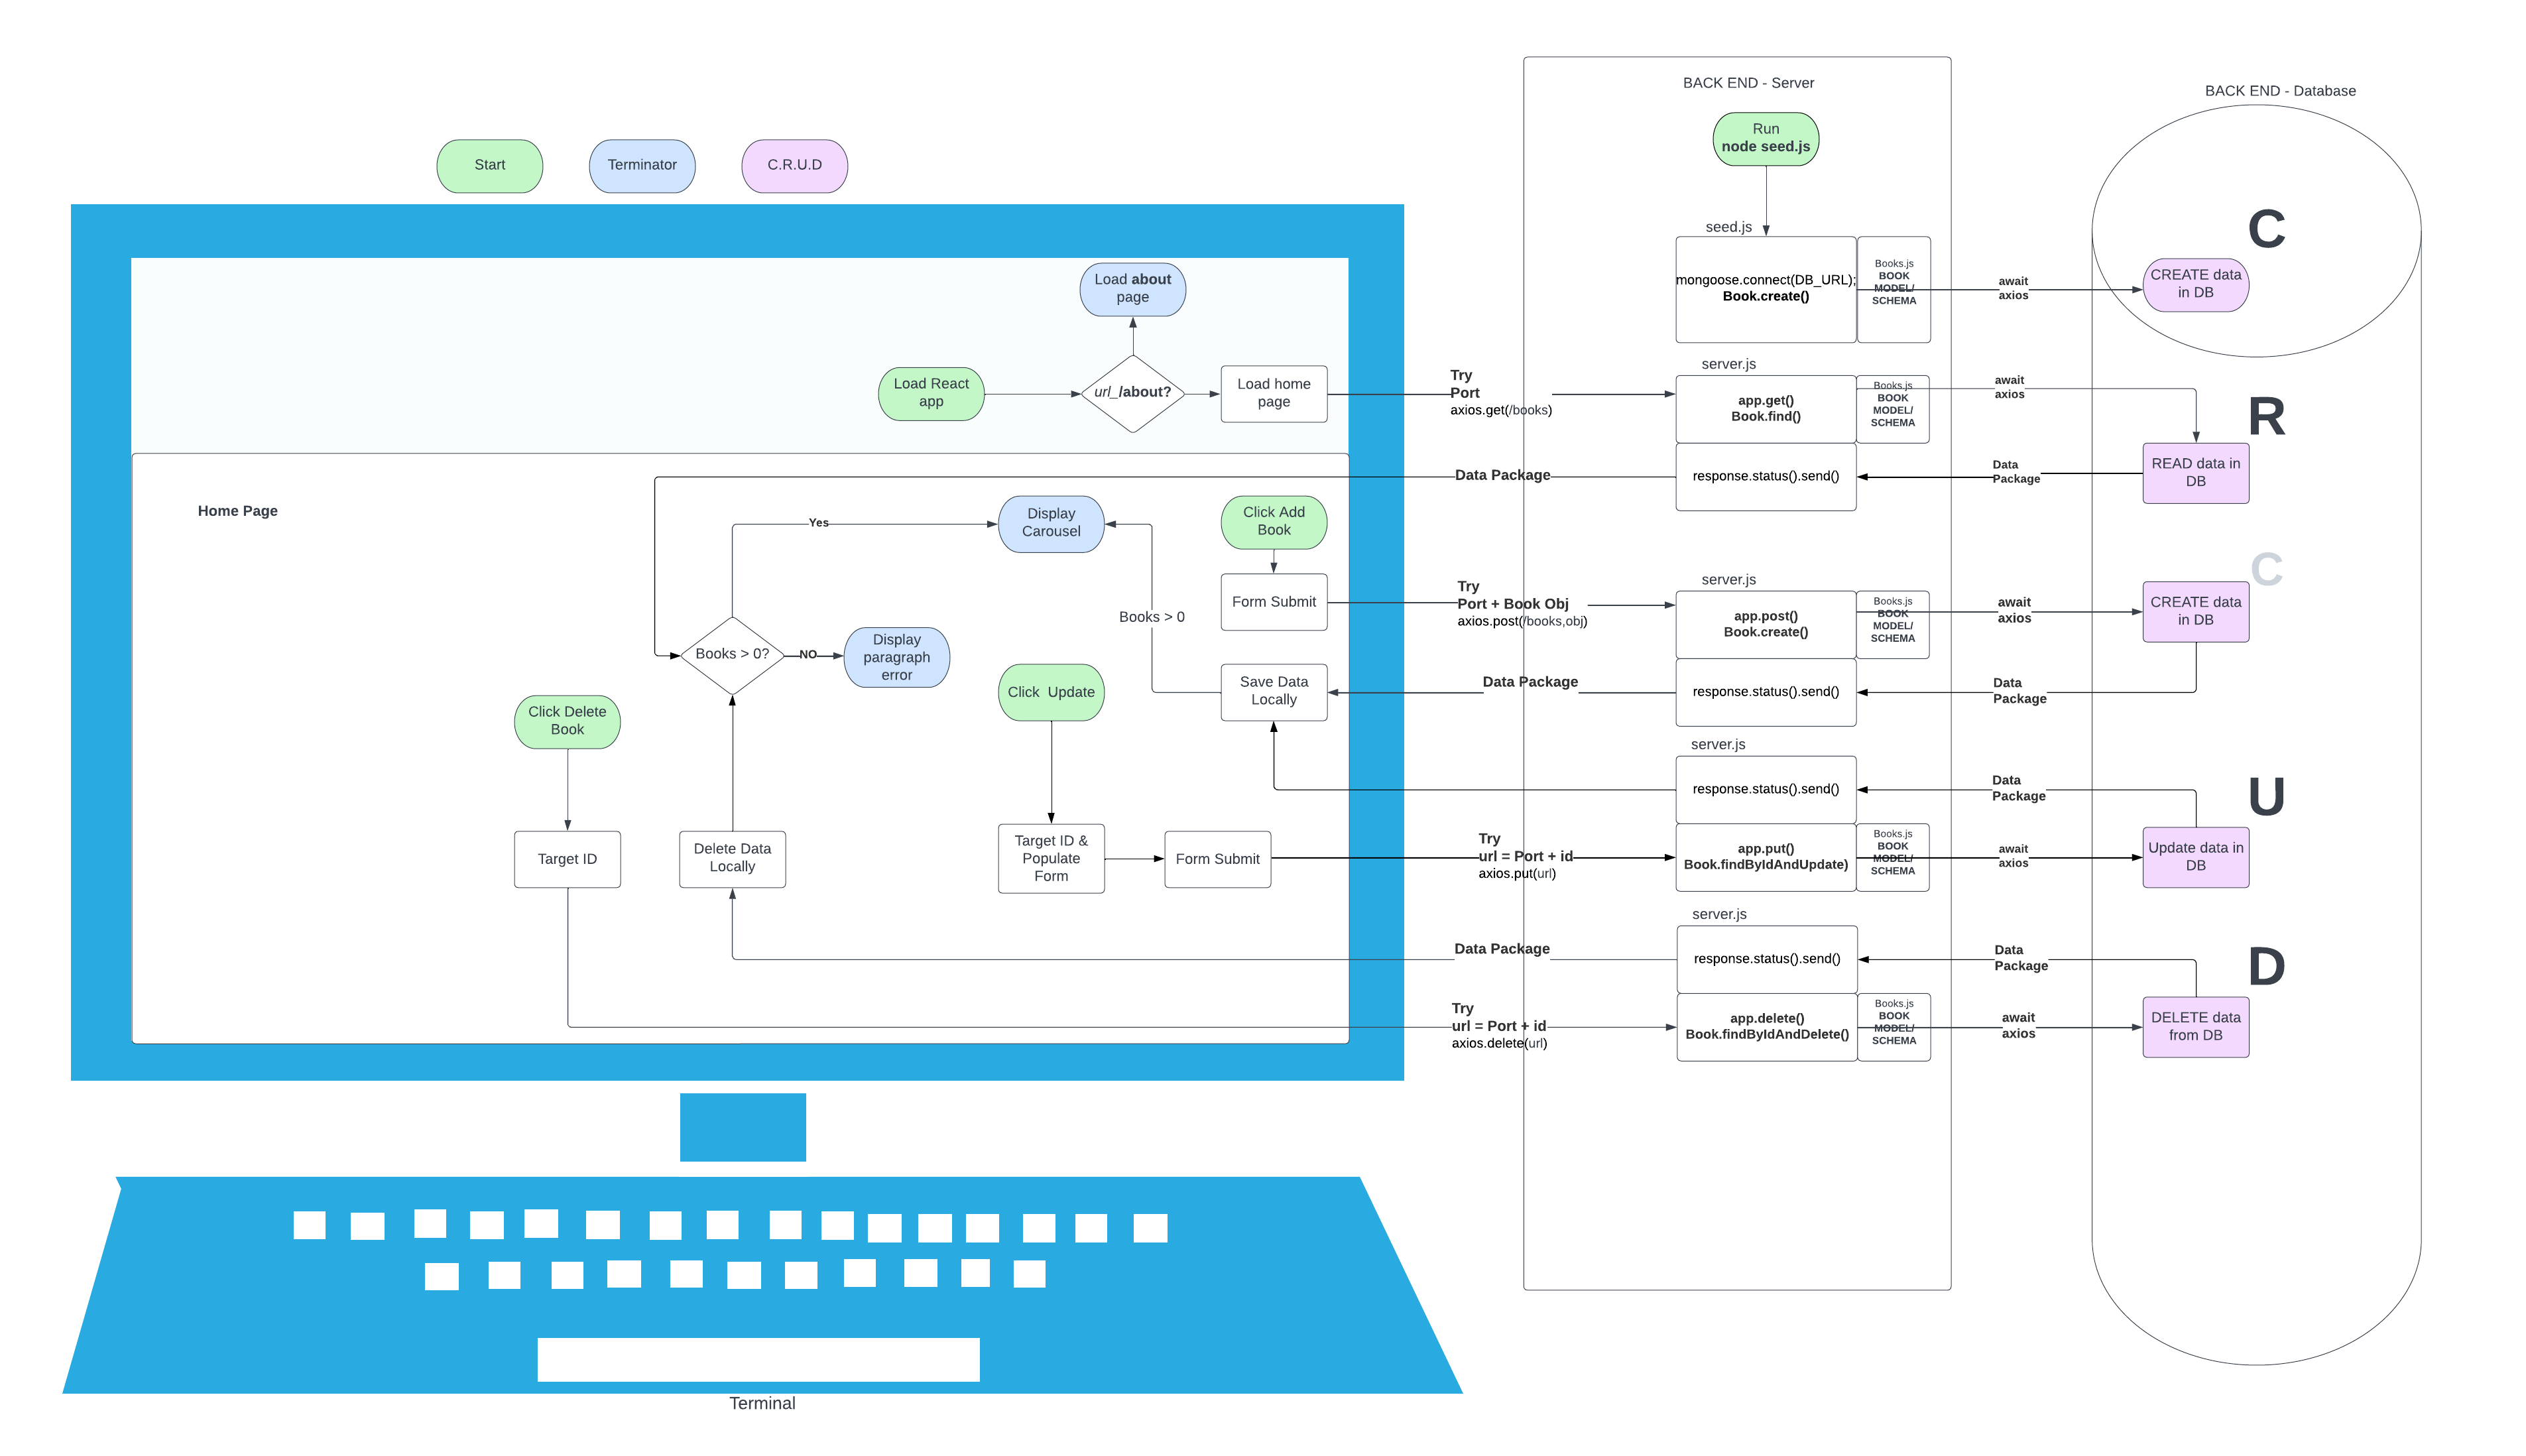 BACK END - Server
BACK END - Database
Run
node seed.js
Start
Terminator
C.R.U.D
seed.js
C
mongoose.connect(DB_URL);
Book.create()
Books.js
BOOK
MODEL/
SCHEMA
await
axios
CREATE data
in DB
Load about
page
Load React
app
url_/about?
Load home
page
Try
Port
axios.get(/books)
server.js
app.get()
Book.find()
Books.js
BOOK
MODEL/
SCHEMA
await
axios
R
READ data in
DB
Data
Package
response.status().send()
Data Package
Home Page
Yes
Display
Carousel
Click Add
Book
Form Submit
Try
Port + Book Obj
axios.post(/books,obj)
server.js
app.post()
Book.create()
Books.js
BOOK
MODEL/
SCHEMA
await
axios
C
CREATE data
in DB
Books > 0
Books > 0?
NO
Display
paragraph
error
Click  Update
Save Data
Locally
Data Package
response.status().send()
Data
Package
Click Delete
Book
server.js
response.status().send()
Data
Package
U
Target ID
Delete Data
Locally
Target ID &
Populate
Form
Form Submit
Try
url = Port + id
axios.put(url)
app.put()
Book.findByIdAndUpdate)
Books.js
BOOK
MODEL/
SCHEMA
await
axios
Update data in
DB
server.js
Data Package
response.status().send()
Data
Package
D
Try
url = Port + id
axios.delete(url)
app.delete()
Book.findByIdAndDelete()
Books.js
BOOK
MODEL/
SCHEMA
await
axios
DELETE data
from DB
Terminal